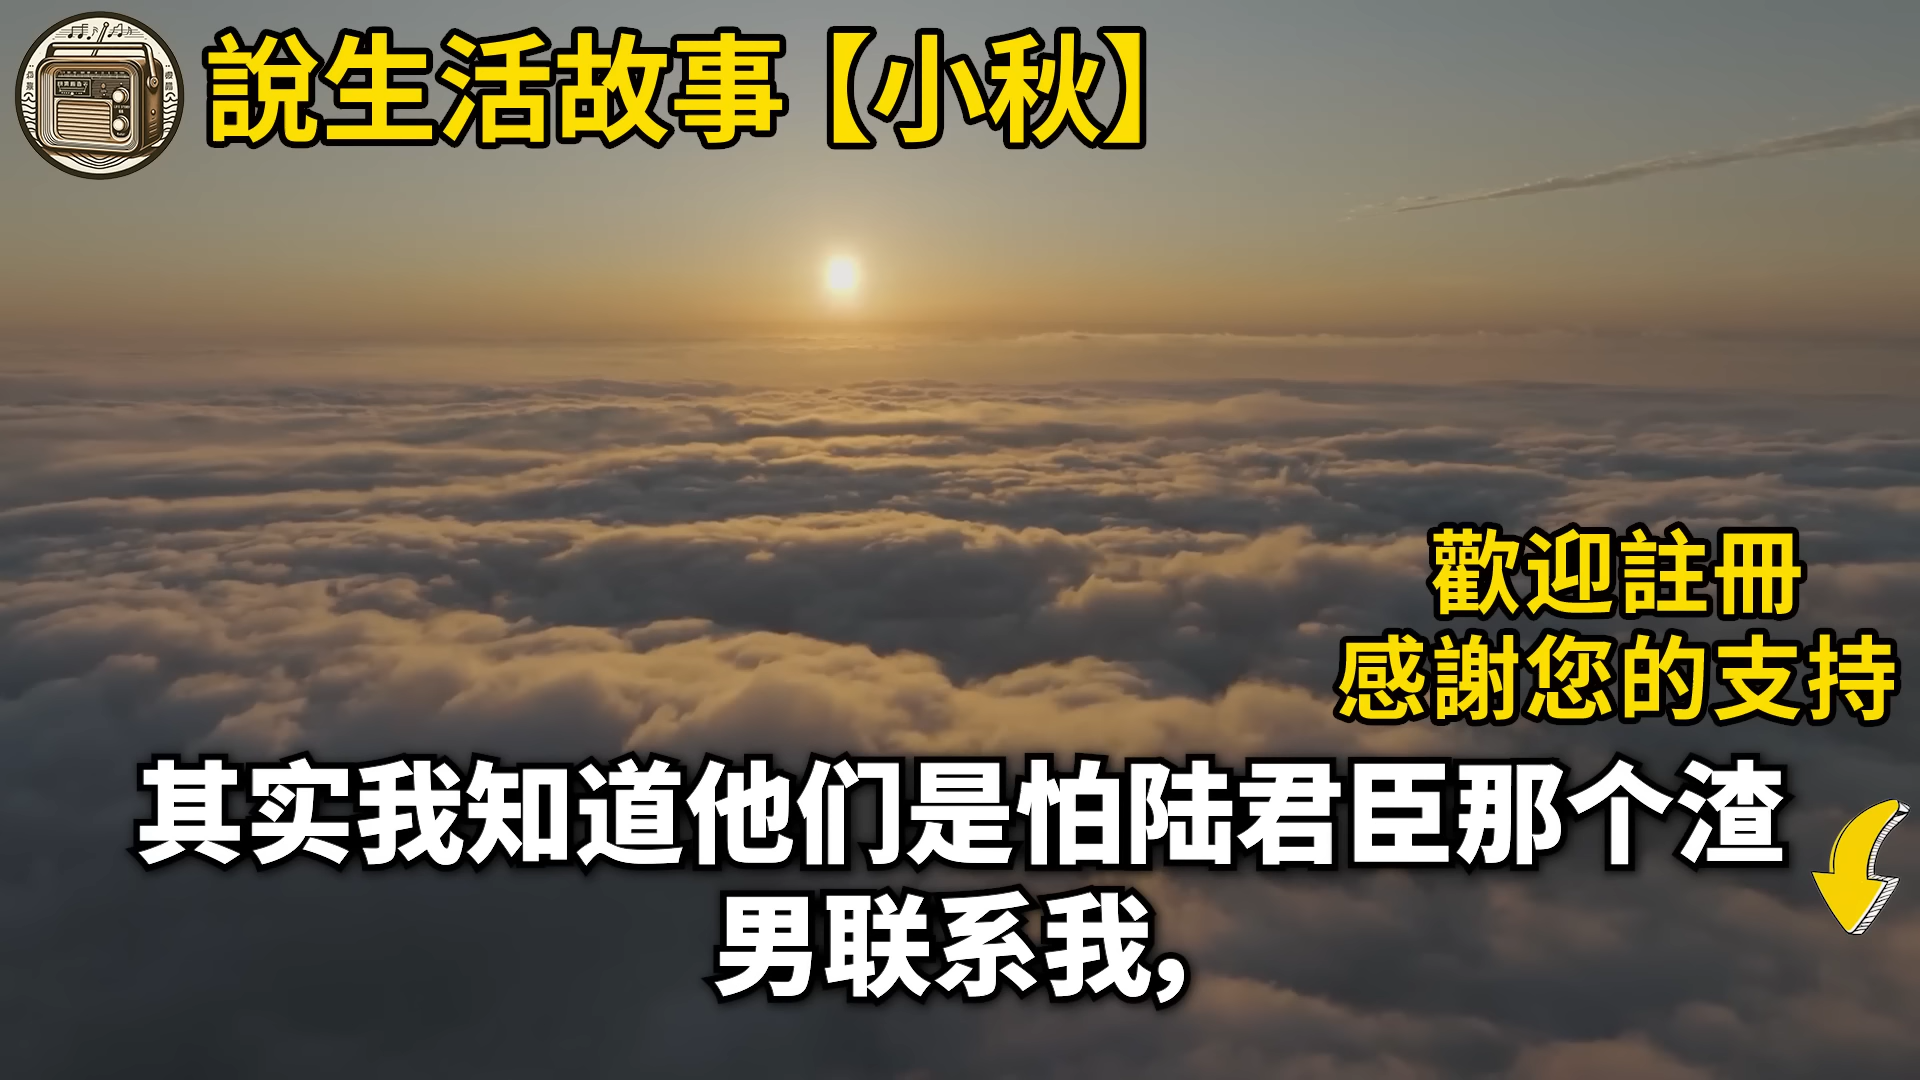 說生活故事【小秋】
歡迎註冊
感謝您的支持
其实我知道他们是怕陆君臣那个渣
男联系我,